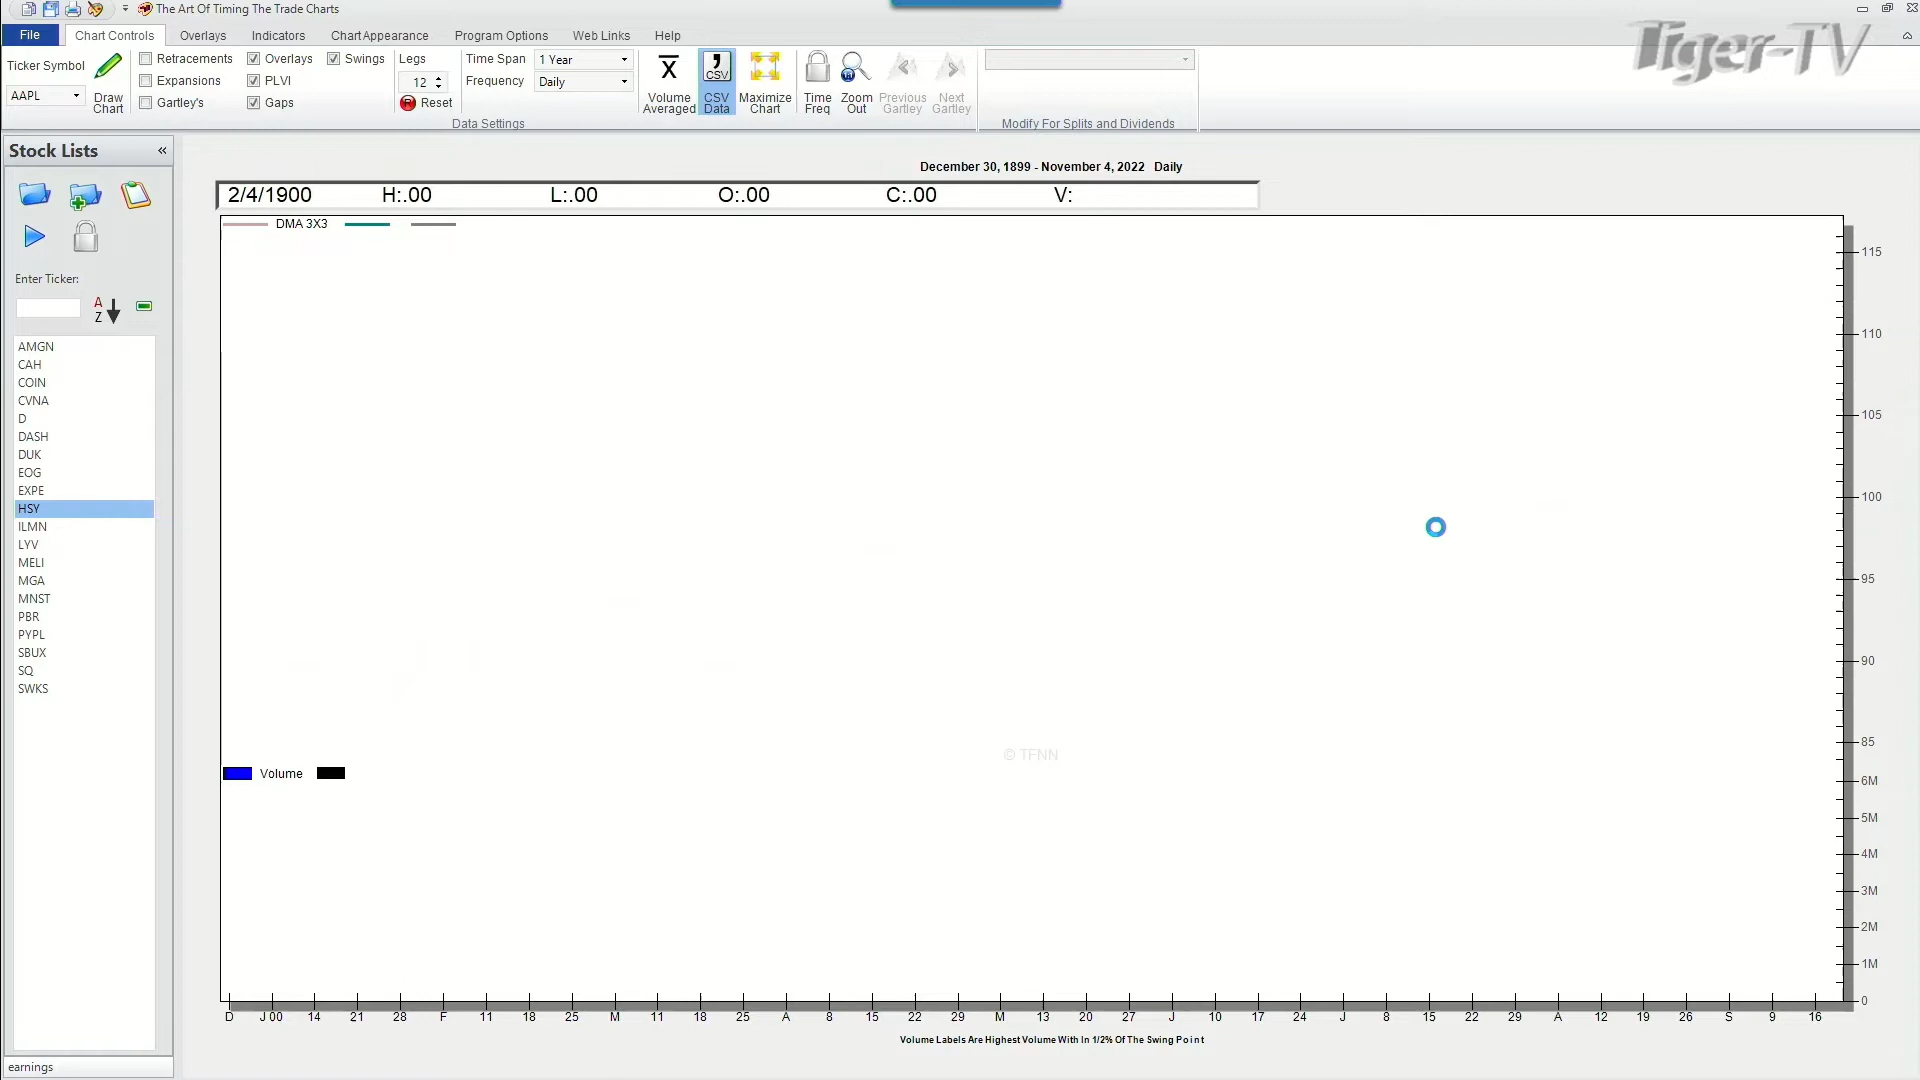 The Art Of Timing The Trade Charts
Tiger-TV
File Chart Controls Overlays Indicators Chart Appearance Program Options Web Links Help
Ticker Symbol
AAPL
Draw Chart
Retracements
Expansions
Gartley's
Overlays
PLVI
Gaps
Swings
Legs
12
Reset
Time Span 1 Year
Frequency Daily
Data Settings
Volume Averaged
CSV
CSV Data
Maximize Chart
Time Freq
Zoom Out
Previous Gartley
Next Gartley
Modify For Splits and Dividends
Stock Lists «
Enter Ticker:
A
Z
AMGN
CAH
COIN
CVNA
D
DASH
DUK
EOG
EXPE
HSY
ILMN
LYV
MELI
MGA
MNST
PBR
PYPL
SBUX
SQ
SWKS
earnings
December 30, 1899 - November 4, 2022 Daily
2/4/1900 H:.00 L:.00 O:.00 C:.00 V:
DMA 3X3
115
110
105
100
95
90
85
© TFNN
Volume
6M
5M
4M
3M
2M
1M
0
D J 00 14 21 28 F 11 18 25 M 11 18 25 A 8 15 22 29 M 13 20 27 J 10 17 24 J 8 15 22 29 A 12 19 26 S 9 16
Volume Labels Are Highest Volume With In 1/2% Of The Swing Point